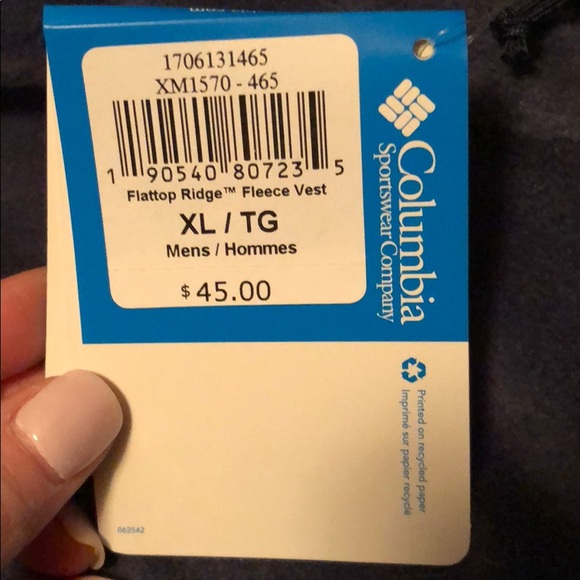 1706131465
XM1570 - 465
1 90540 80723 5
Flattop Ridge™ Fleece Vest
XL / TG
Mens / Hommes
$ 45.00
Columbia
Sportswear Company
Printed on recycled paper
Imprimé sur papier recyclé
062542